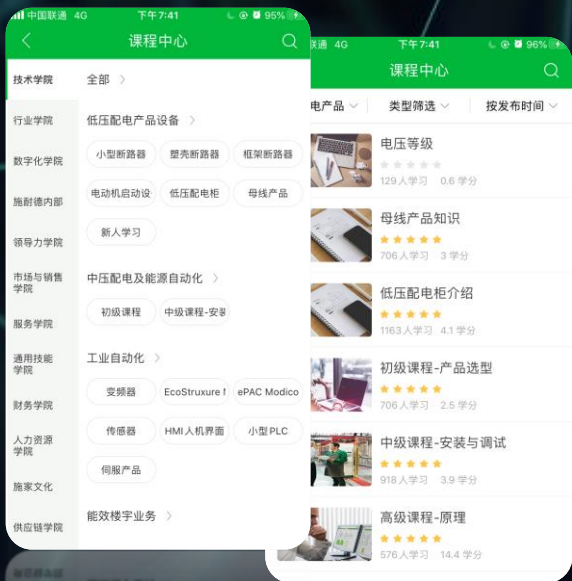 中国联通 4G 下午7:41 95%
课程中心
技术学院
行业学院
数字化学院
施耐德内部
领导力学院
市场与销售
学院
服务学院
通用技能
学院
财务学院
人力资源
学院
施家文化
供应链学院
全部
低压配电产品设备
小型断路器 塑壳断路器 框架断路器
电动机启动设 低压配电柜 母线产品
新人学习
中压配电及能源自动化
初级课程 中级课程-安装
工业自动化
变频器 EcoStruxure ePAC Modico
传感器 HMI人机界面 小型PLC
伺服产品
能效楼宇业务
联通 4G 下午7:41 96%
课程中心
电产品 类型筛选 按发布时间
电压等级
129人学习 0.6 学分
母线产品知识
706人学习 3 学分
低压配电柜介绍
1163人学习 4.1 学分
初级课程-产品选型
706人学习 2.5 学分
中级课程-安装与调试
918人学习 3.9 学分
高级课程-原理
576人学习 14.4 学分